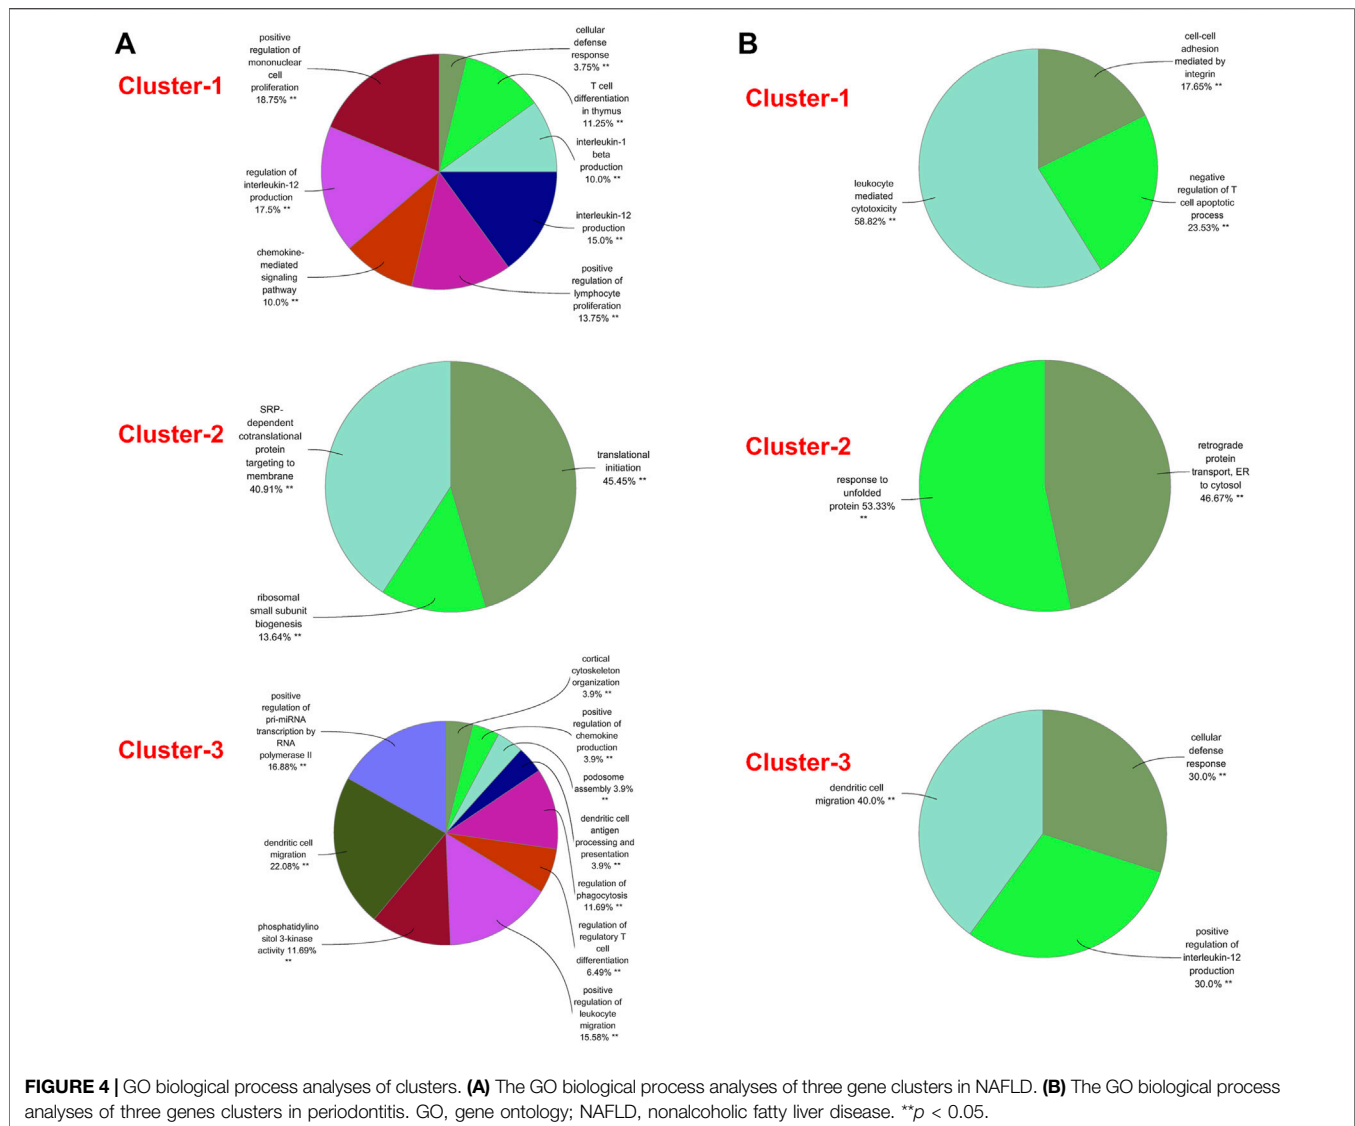 A
Cluster-1
positive
regulation of
mononuclear
cell
proliferation
18.75% **
cellular
defense
response
3.75% **
T cell
differentiation
in thymus
11.25% **
interleukin-1
beta
production
10.0% **
interleukin-12
production
15.0% **
positive
regulation of
lymphocyte
proliferation
13.75% **
chemokine-
mediated
signaling
pathway
10.0% **
regulation of
interleukin-12
production
17.5% **
Cluster-2
SRP-
dependent
cotranslational
protein
targeting to
membrane
40.91% **
translational
initiation
45.45% **
ribosomal
small subunit
biogenesis
13.64% **
Cluster-3
positive
regulation of
pri-miRNA
transcription by
RNA
polymerase II
16.88% **
cortical
cytoskeleton
organization
3.9% **
positive
regulation of
chemokine
production
3.9% **
podosome
assembly 3.9%
**
dendritic cell
antigen
processing and
presentation
3.9% **
regulation of
phagocytosis
11.69% **
regulation of
regulatory T
cell
differentiation
6.49% **
positive
regulation of
leukocyte
migration
15.58% **
phosphatidylino
sitol 3-kinase
activity 11.69%
**
dendritic cell
migration
22.08% **
B
Cluster-1
cell-cell
adhesion
mediated by
integrin
17.65% **
negative
regulation of T
cell apoptotic
process
23.53% **
leukocyte
mediated
cytotoxicity
58.82% **
Cluster-2
response to
unfolded
protein 53.33%
**
retrograde
protein
transport, ER
to cytosol
46.67% **
Cluster-3
dendritic cell
migration 40.0% **
cellular
defense
response
30.0% **
positive
regulation of
interleukin-12
production
30.0% **
FIGURE 4 | GO biological process analyses of clusters. (A) The GO biological process analyses of three gene clusters in NAFLD. (B) The GO biological process
analyses of three genes clusters in periodontitis. GO, gene ontology; NAFLD, nonalcoholic fatty liver disease. **p < 0.05.